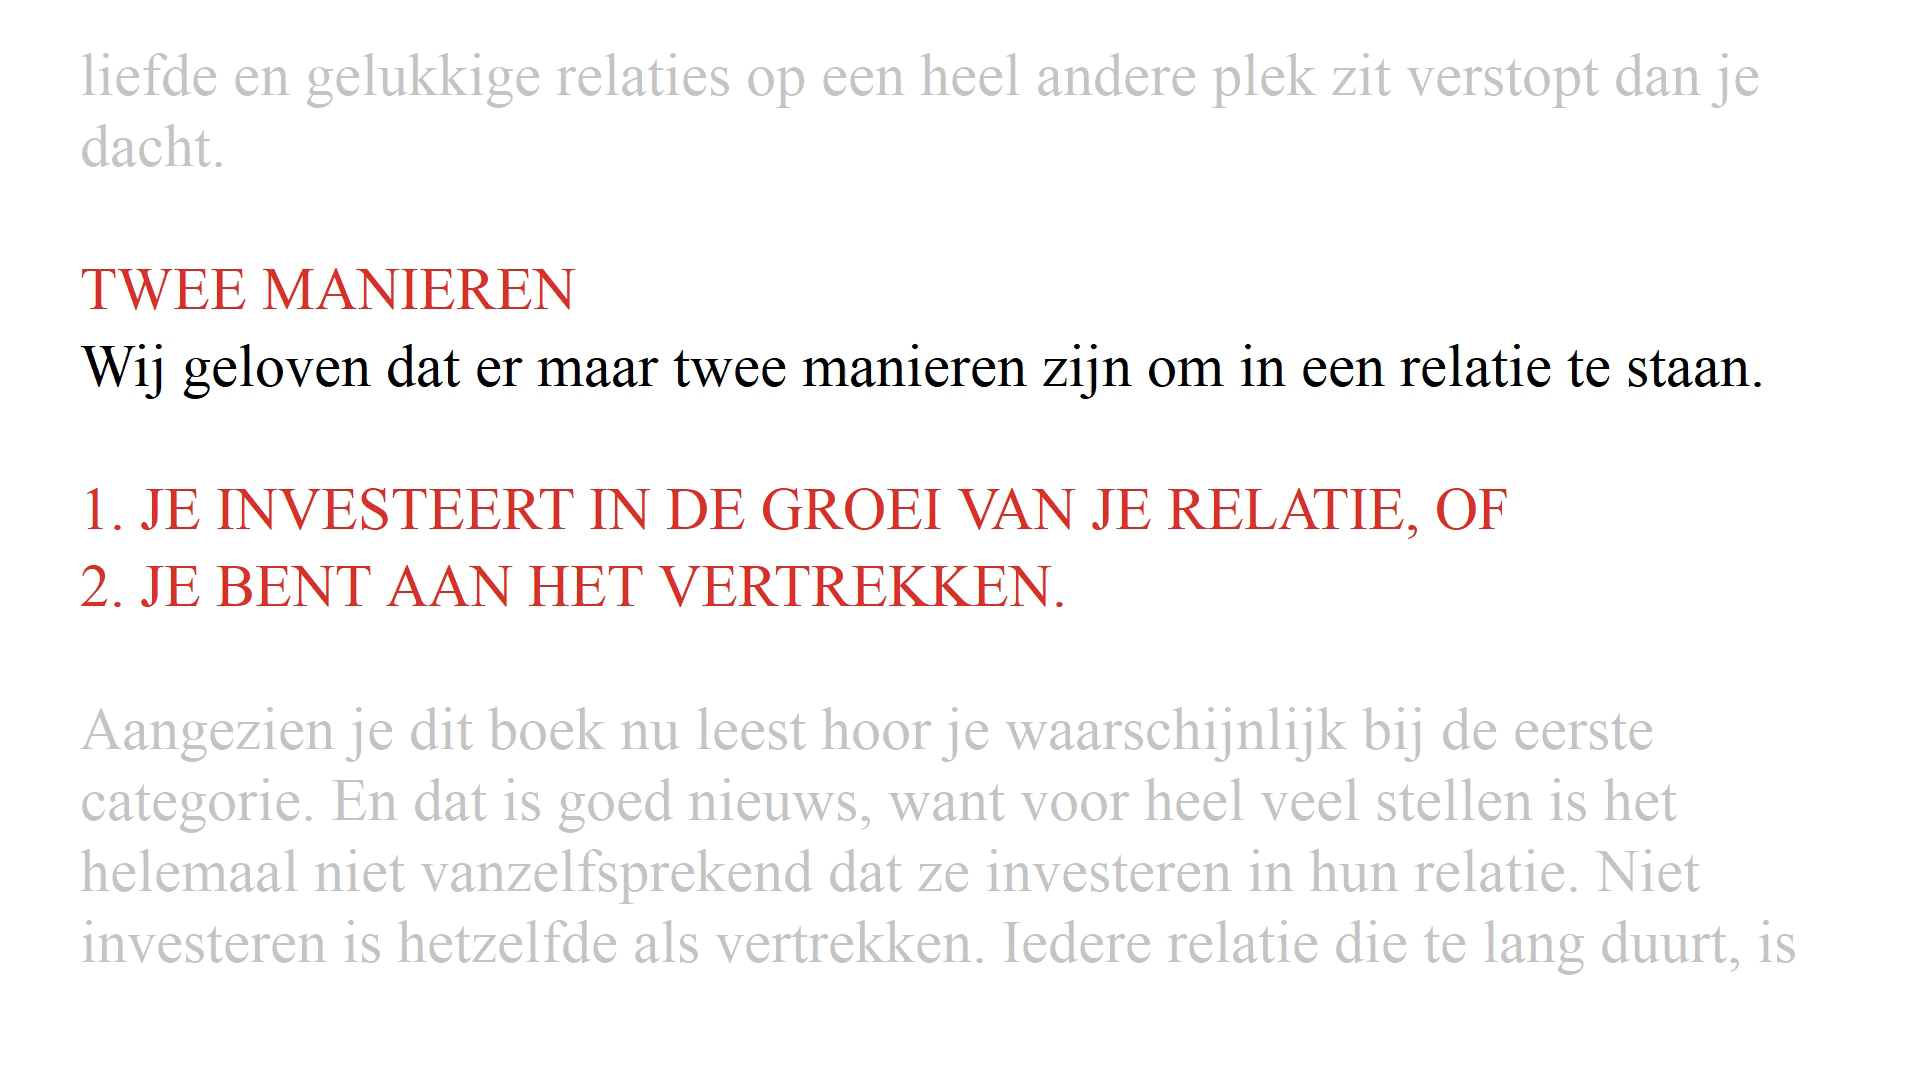 liefde en gelukkige relaties op een heel andere plek zit verstopt dan je
dacht.
TWEE MANIEREN
Wij geloven dat er maar twee manieren zijn om in een relatie te staan.
1. JE INVESTEERT IN DE GROEI VAN JE RELATIE, OF
2. JE BENT AAN HET VERTREKKEN.
Aangezien je dit boek nu leest hoor je waarschijnlijk bij de eerste
categorie. En dat is goed nieuws, want voor heel veel stellen is het
helemaal niet vanzelfsprekend dat ze investeren in hun relatie. Niet
investeren is hetzelfde als vertrekken. Iedere relatie die te lang duurt, is